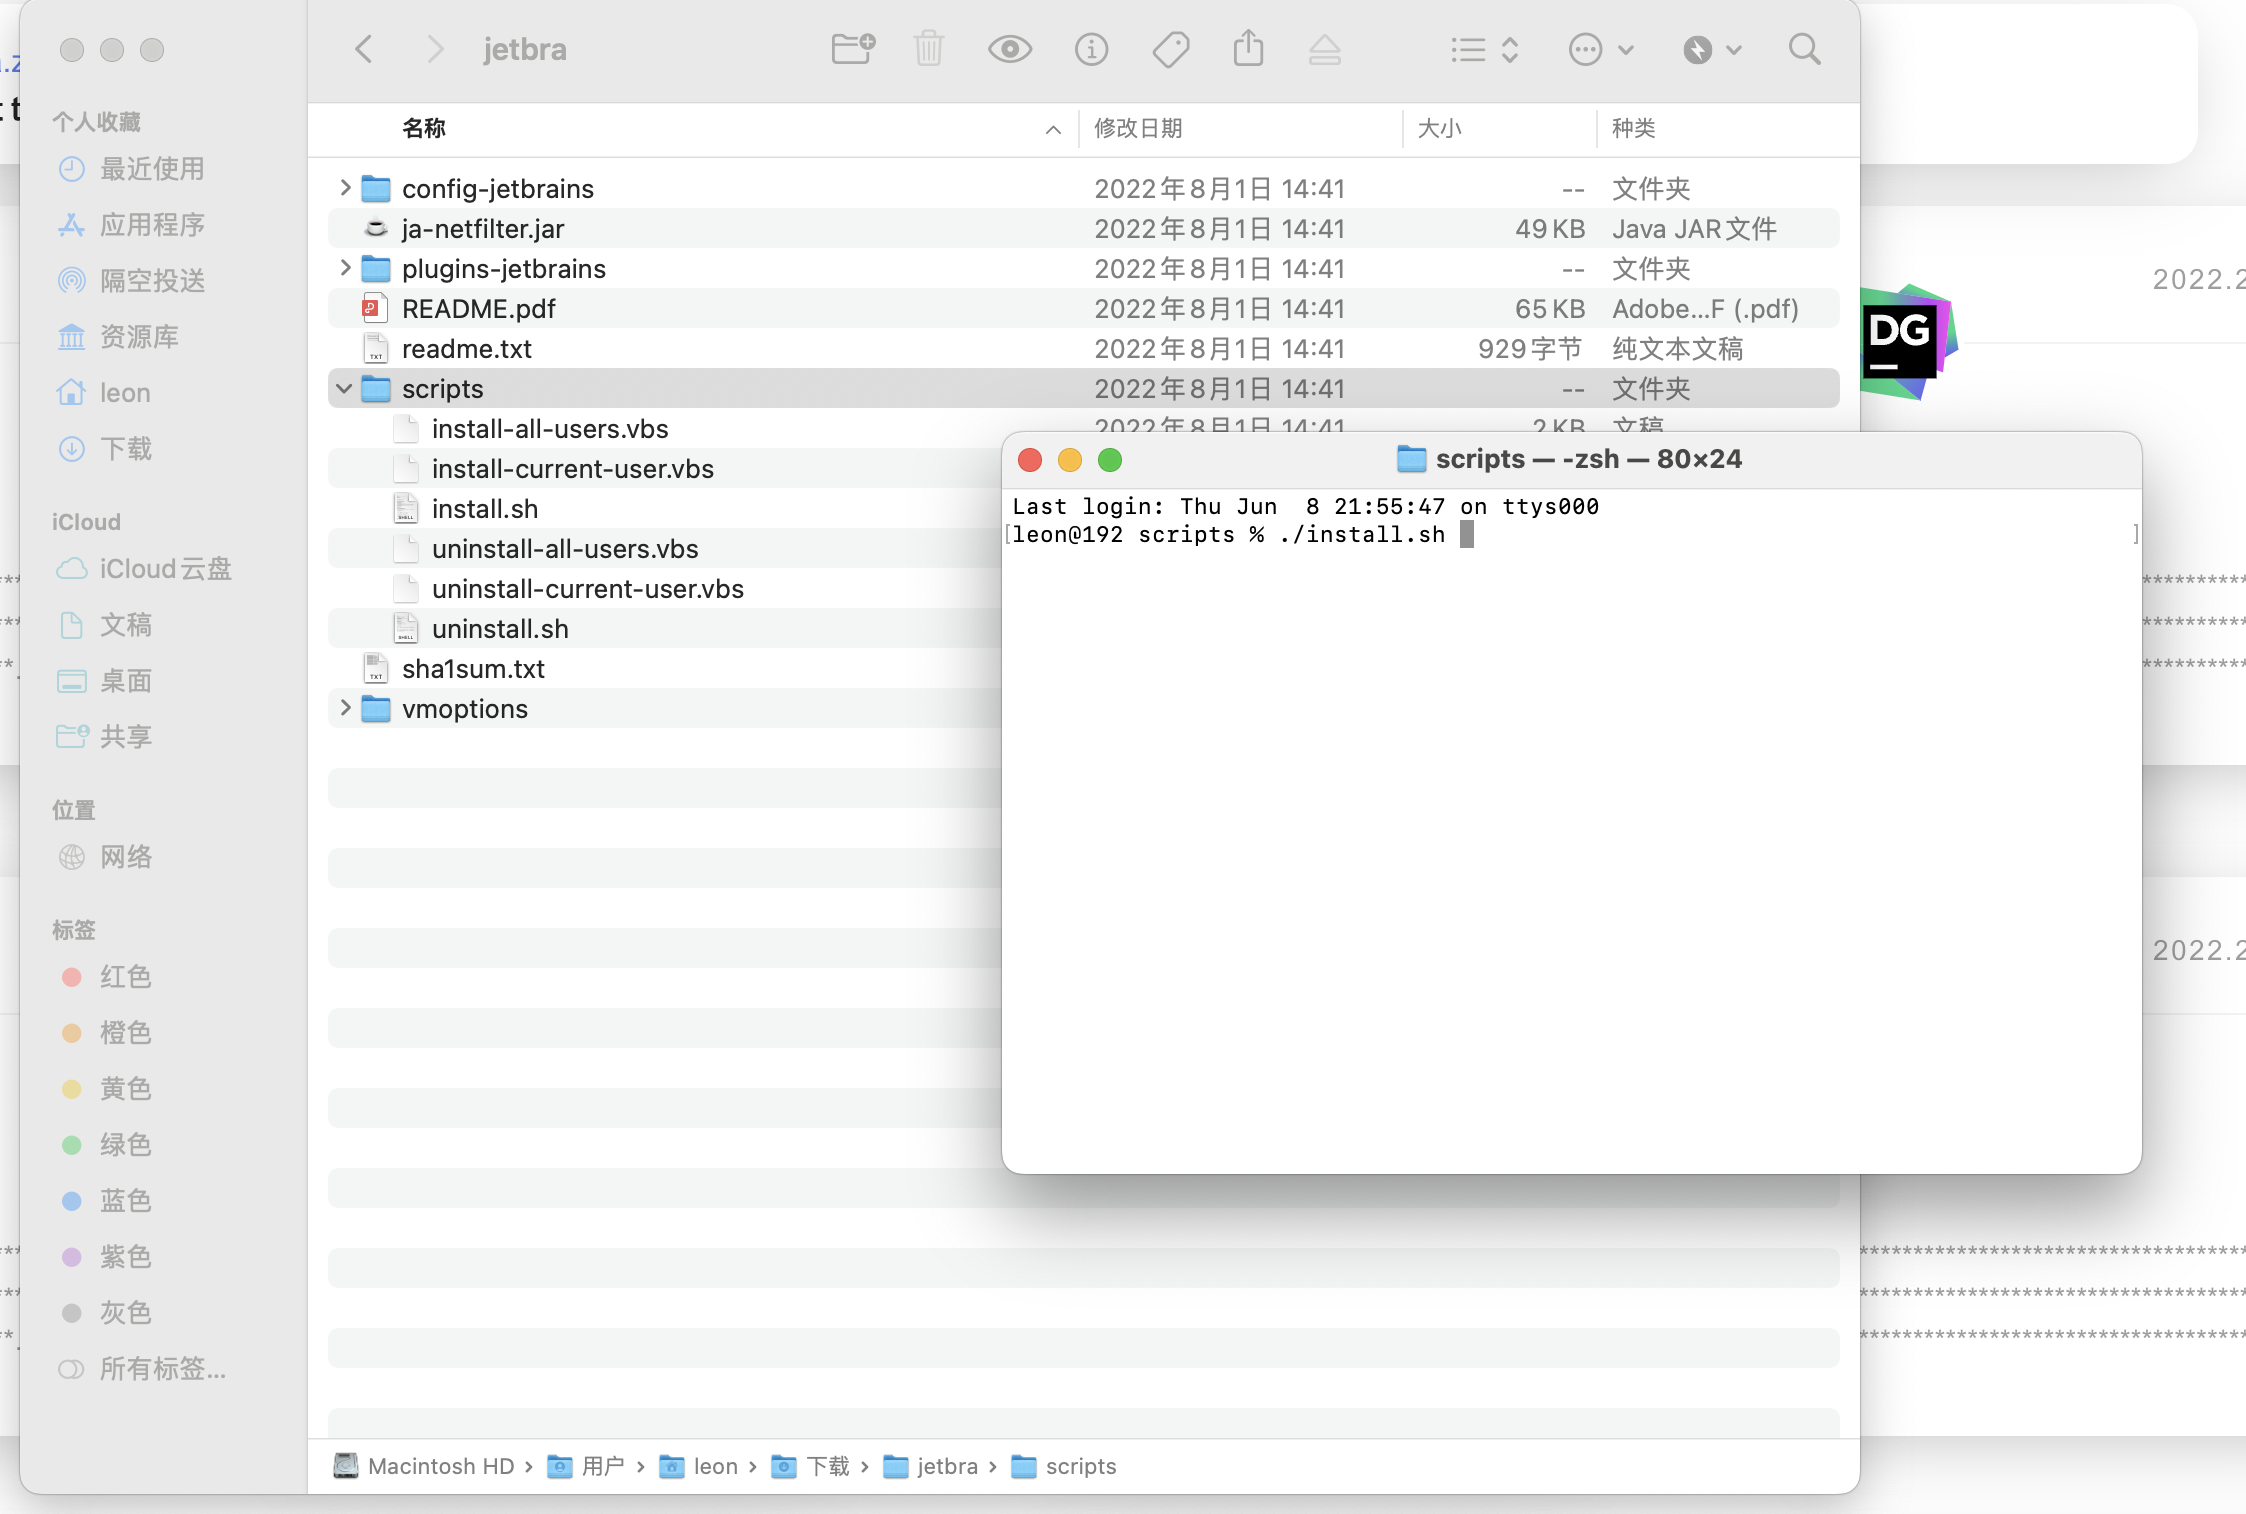 jetbra
个人收藏
最近使用
应用程序
隔空投送
资源库
leon
下载
iCloud
iCloud云盘
文稿
桌面
共享
位置
网络
标签
红色
橙色
黄色
绿色
蓝色
紫色
灰色
所有标签...
名称 修改日期 大小 种类
config-jetbrains 2022年8月1日 14:41 -- 文件夹
ja-netfilter.jar 2022年8月1日 14:41 49 KB Java JAR文件
plugins-jetbrains 2022年8月1日 14:41 -- 文件夹
README.pdf 2022年8月1日 14:41 65 KB Adobe...F (.pdf)
readme.txt 2022年8月1日 14:41 929字节 纯文本文稿
scripts 2022年8月1日 14:41 -- 文件夹
install-all-users.vbs 2022年8月1日 14:41 2 KB 文稿
install-current-user.vbs
install.sh
uninstall-all-users.vbs
uninstall-current-user.vbs
uninstall.sh
sha1sum.txt
vmoptions
Macintosh HD › 用户 › leon › 下载 › jetbra › scripts
scripts — -zsh — 80×24
Last login: Thu Jun  8 21:55:47 on ttys000
[leon@192 scripts % ./install.sh ]
DG
2022.2
2022.2